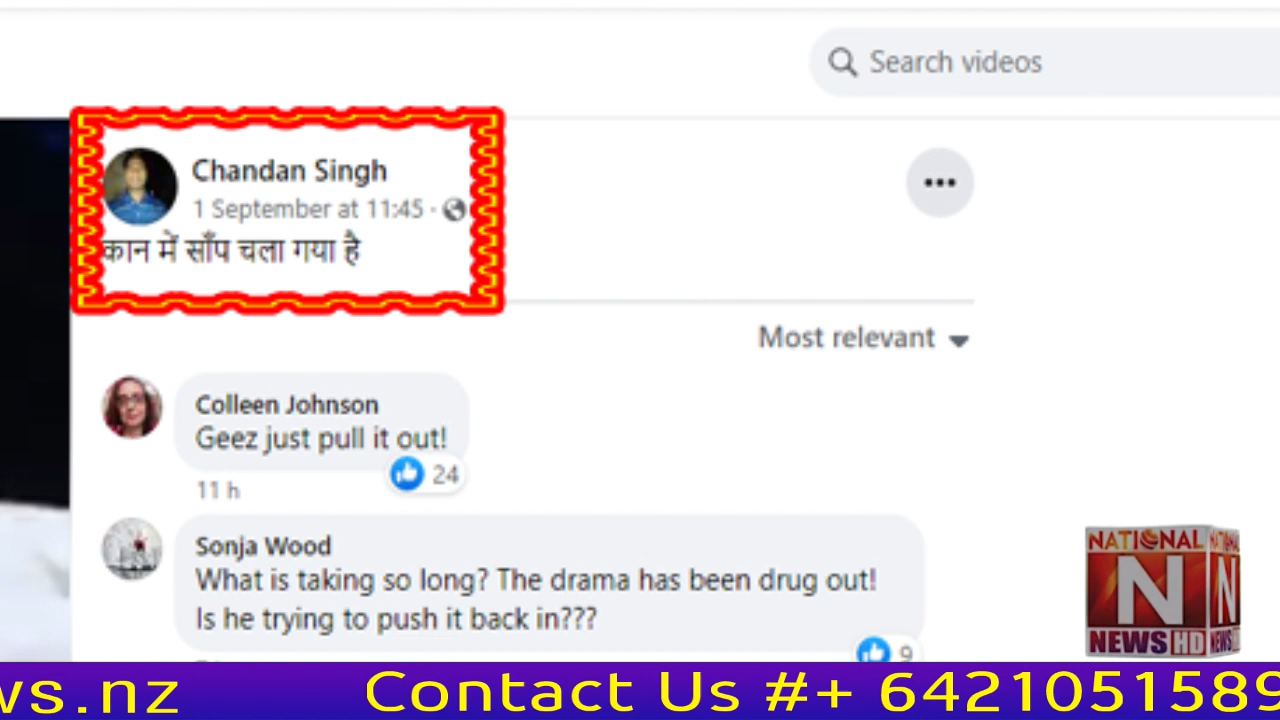 Search videos
Chandan Singh
1 September at 11:45 ·
कान में साँप चला गया है
•••
Most relevant
Colleen Johnson
Geez just pull it out!
24
11 h
Sonja Wood
What is taking so long? The drama has been drug out!
Is he trying to push it back in???
9
NATIONAL
N
NEWS HD
ws.nz Contact Us #+ 6421051589